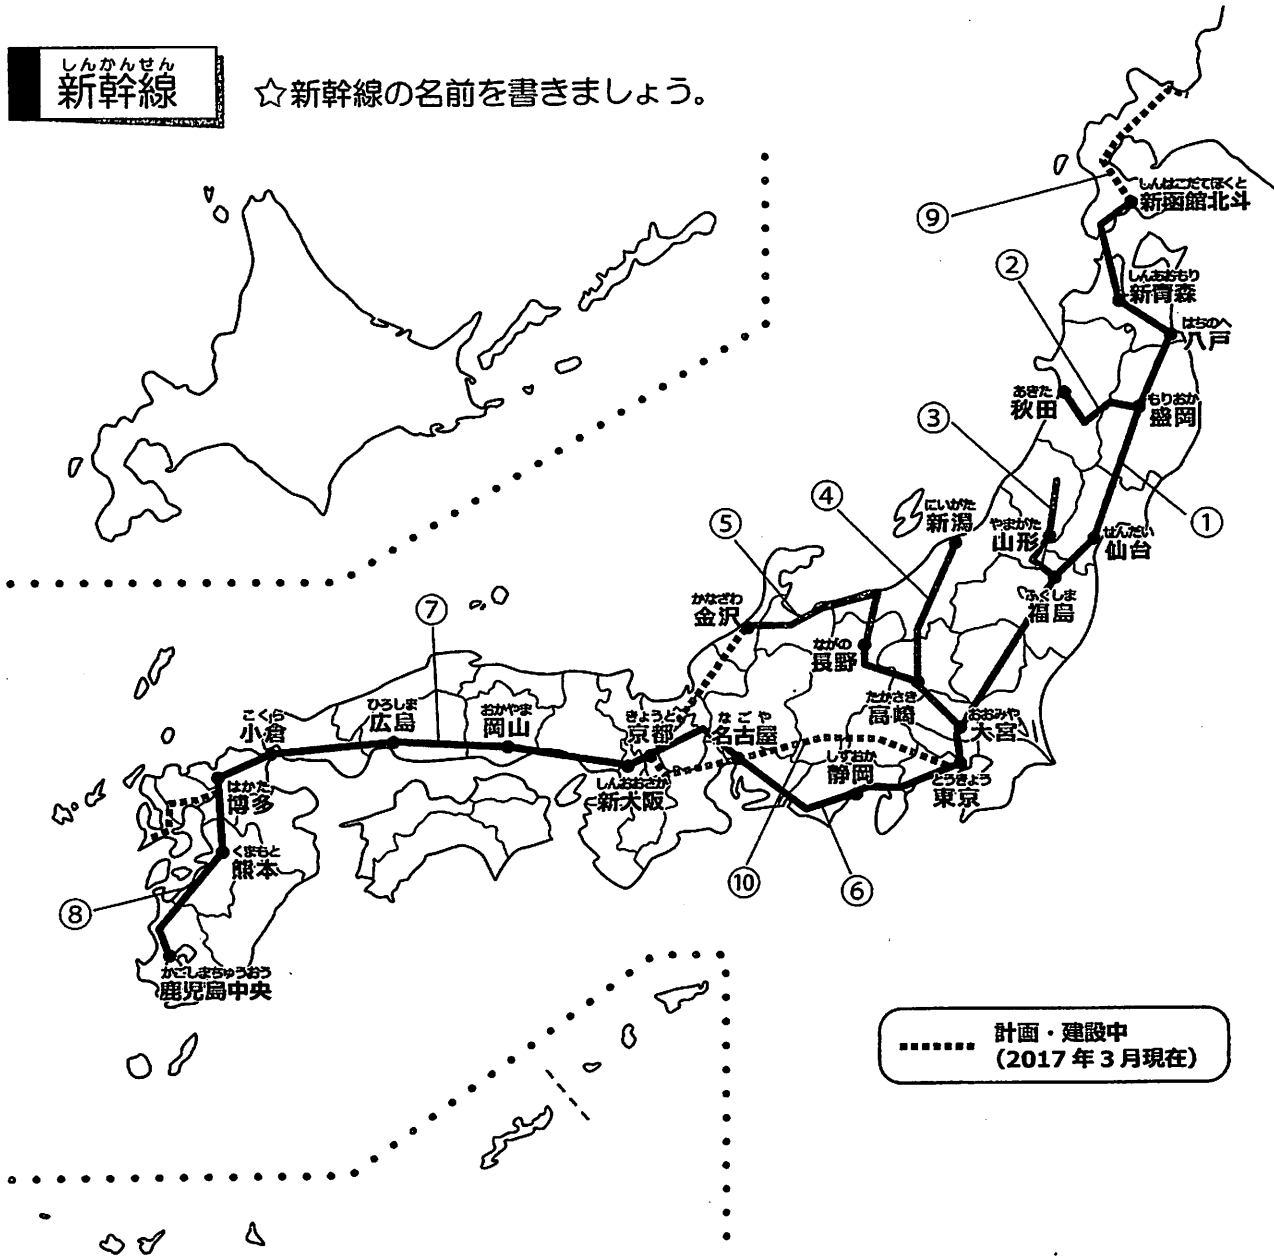 しんかんせん
新幹線
☆新幹線の名前を書きましょう。
⑨
しんはこだてほくと
新函館北斗
②
しんあおもり
新青森
はちのへ
八戸
あきた
秋田
もりおか
盛岡
③
④
⑤
にいがた
新潟
やまがた
山形
せんだい
仙台
①
ふくしま
福島
かなざわ
金沢
⑦
ながの
長野
たかさき
高崎
おおみや
大宮
こくら
小倉
ひろしま
広島
おかやま
岡山
きょうと
京都
なごや
名古屋
しずおか
静岡
とうきょう
東京
はかた
博多
しんおおさか
新大阪
くまもと
熊本
⑧
⑩
⑥
かごしまちゅうおう
鹿児島中央
計画・建設中
（2017 年 3 月現在）